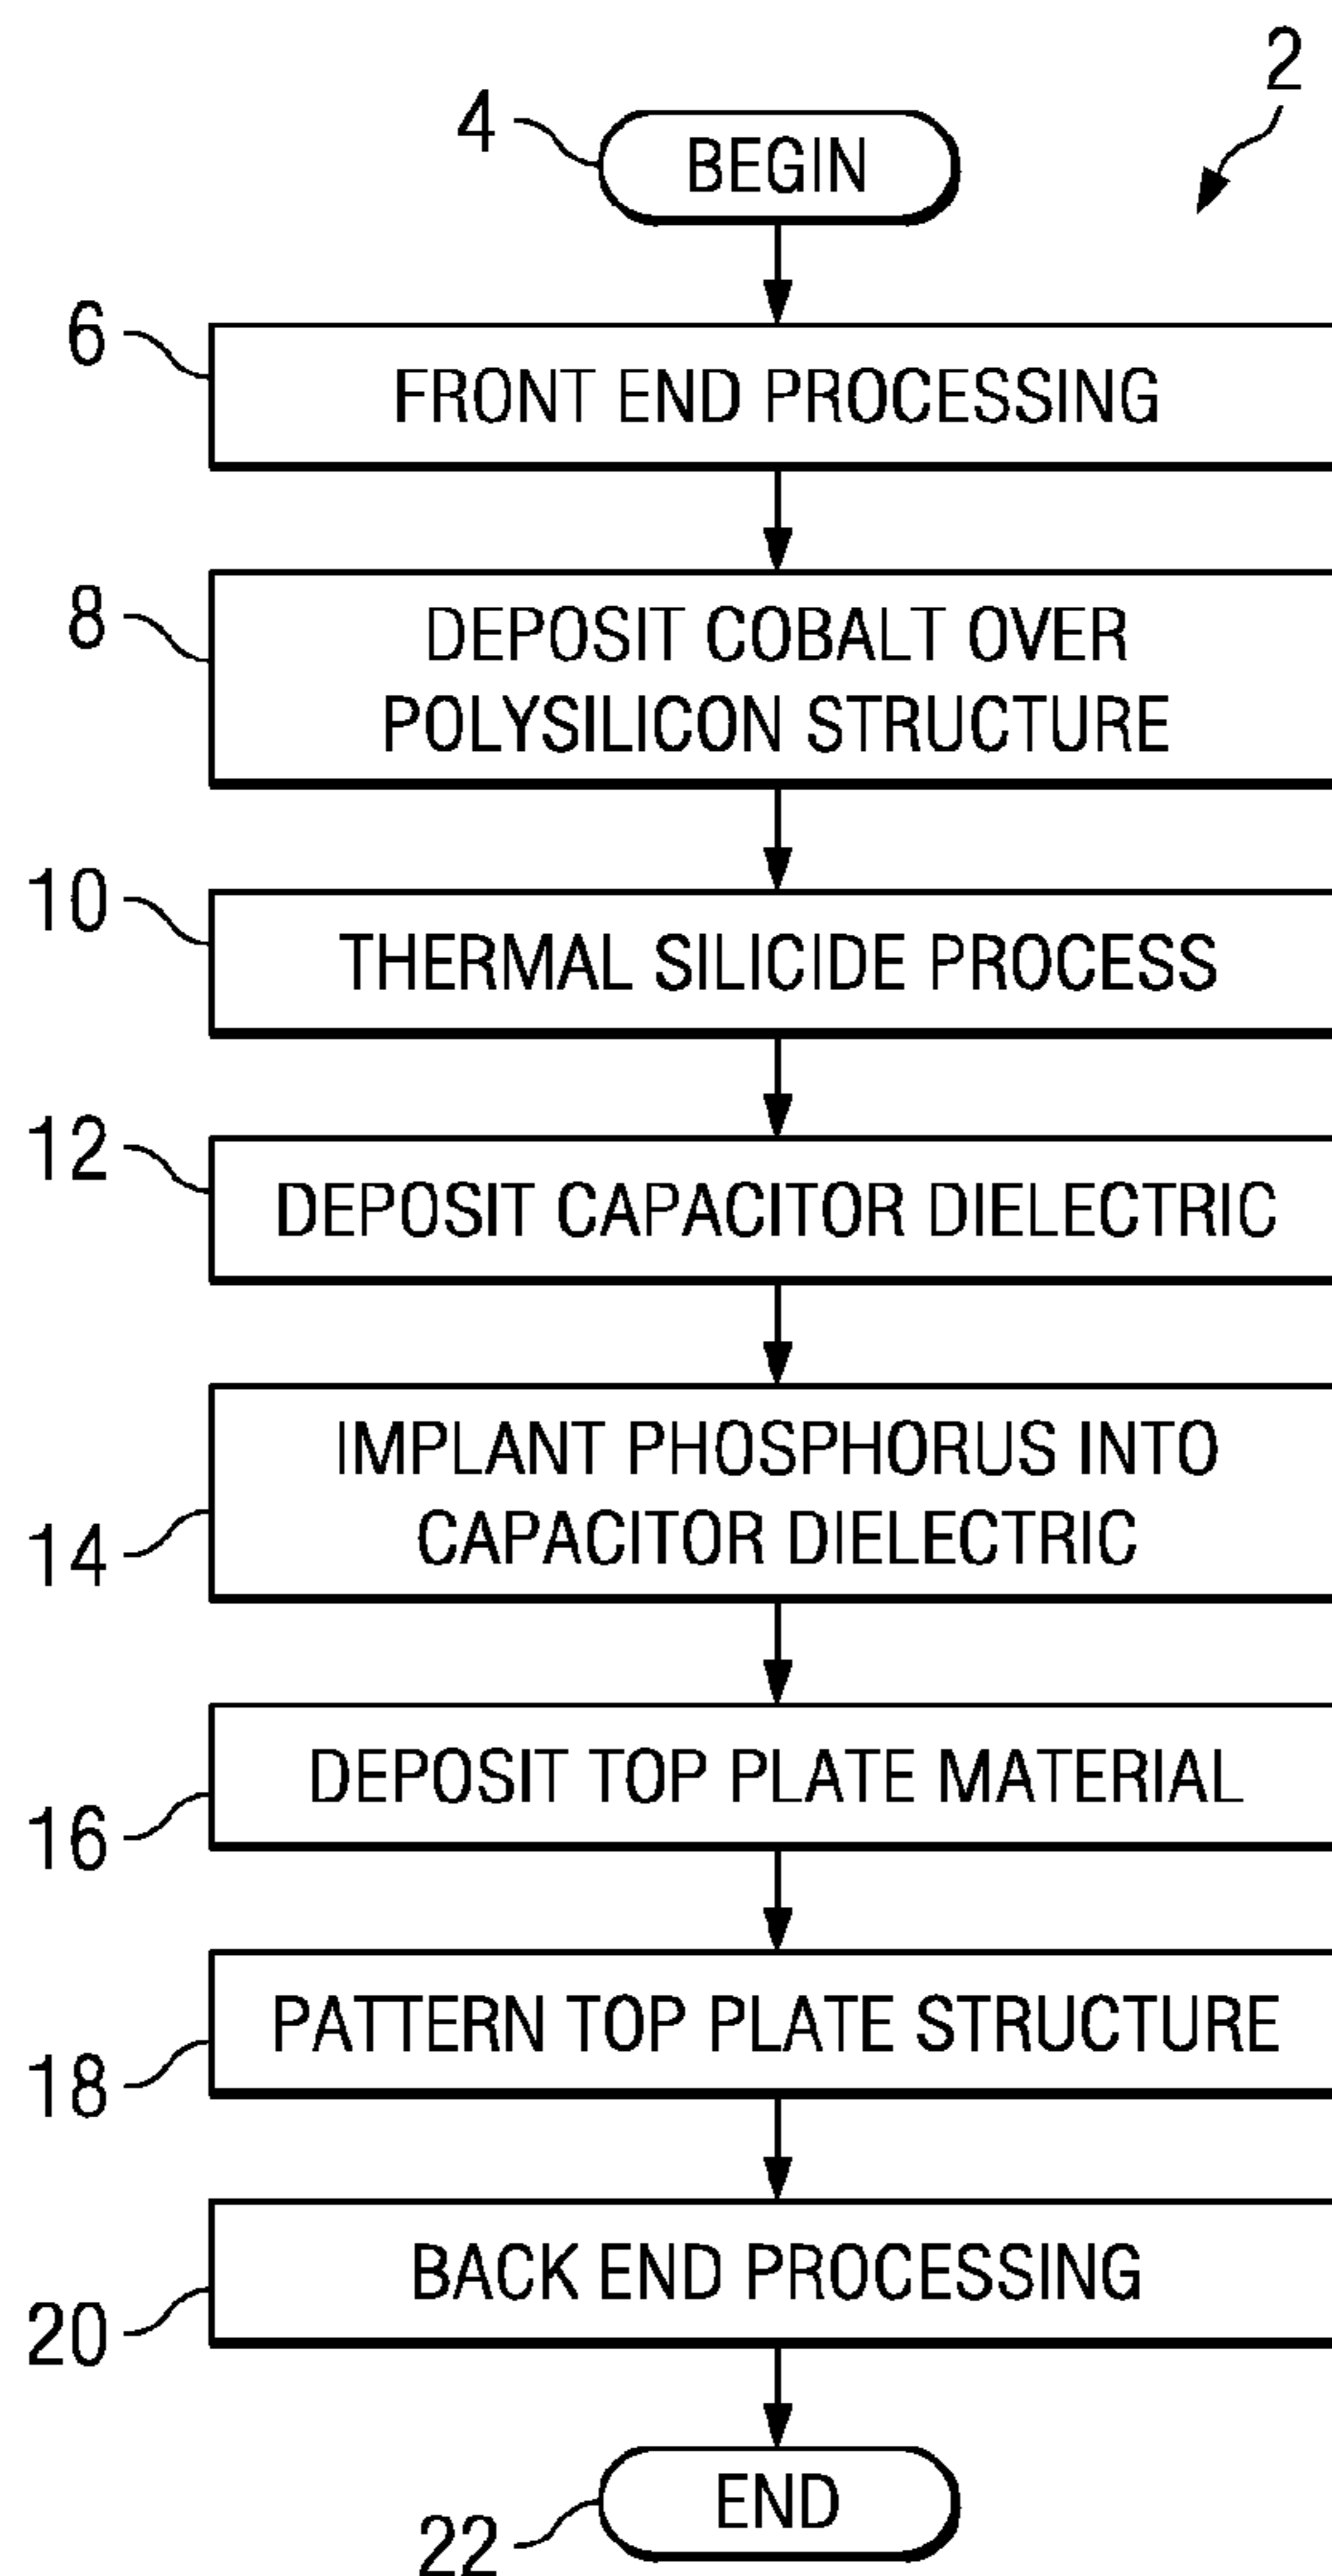 2
4
BEGIN
6
FRONT END PROCESSING
8
DEPOSIT COBALT OVER
POLYSILICON STRUCTURE
10
THERMAL SILICIDE PROCESS
12
DEPOSIT CAPACITOR DIELECTRIC
IMPLANT PHOSPHORUS INTO
CAPACITOR DIELECTRIC
14
DEPOSIT TOP PLATE MATERIAL
16
PATTERN TOP PLATE STRUCTURE
18
BACK END PROCESSING
20
END
22